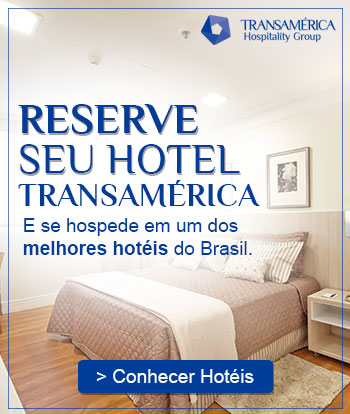 TRANSAMÉRICA
Hospitality Group
RESERVE
SEU HOTEL
TRANSAMÉRICA
E se hospede em um dos
melhores hotéis do Brasil.
> Conhecer Hotéis